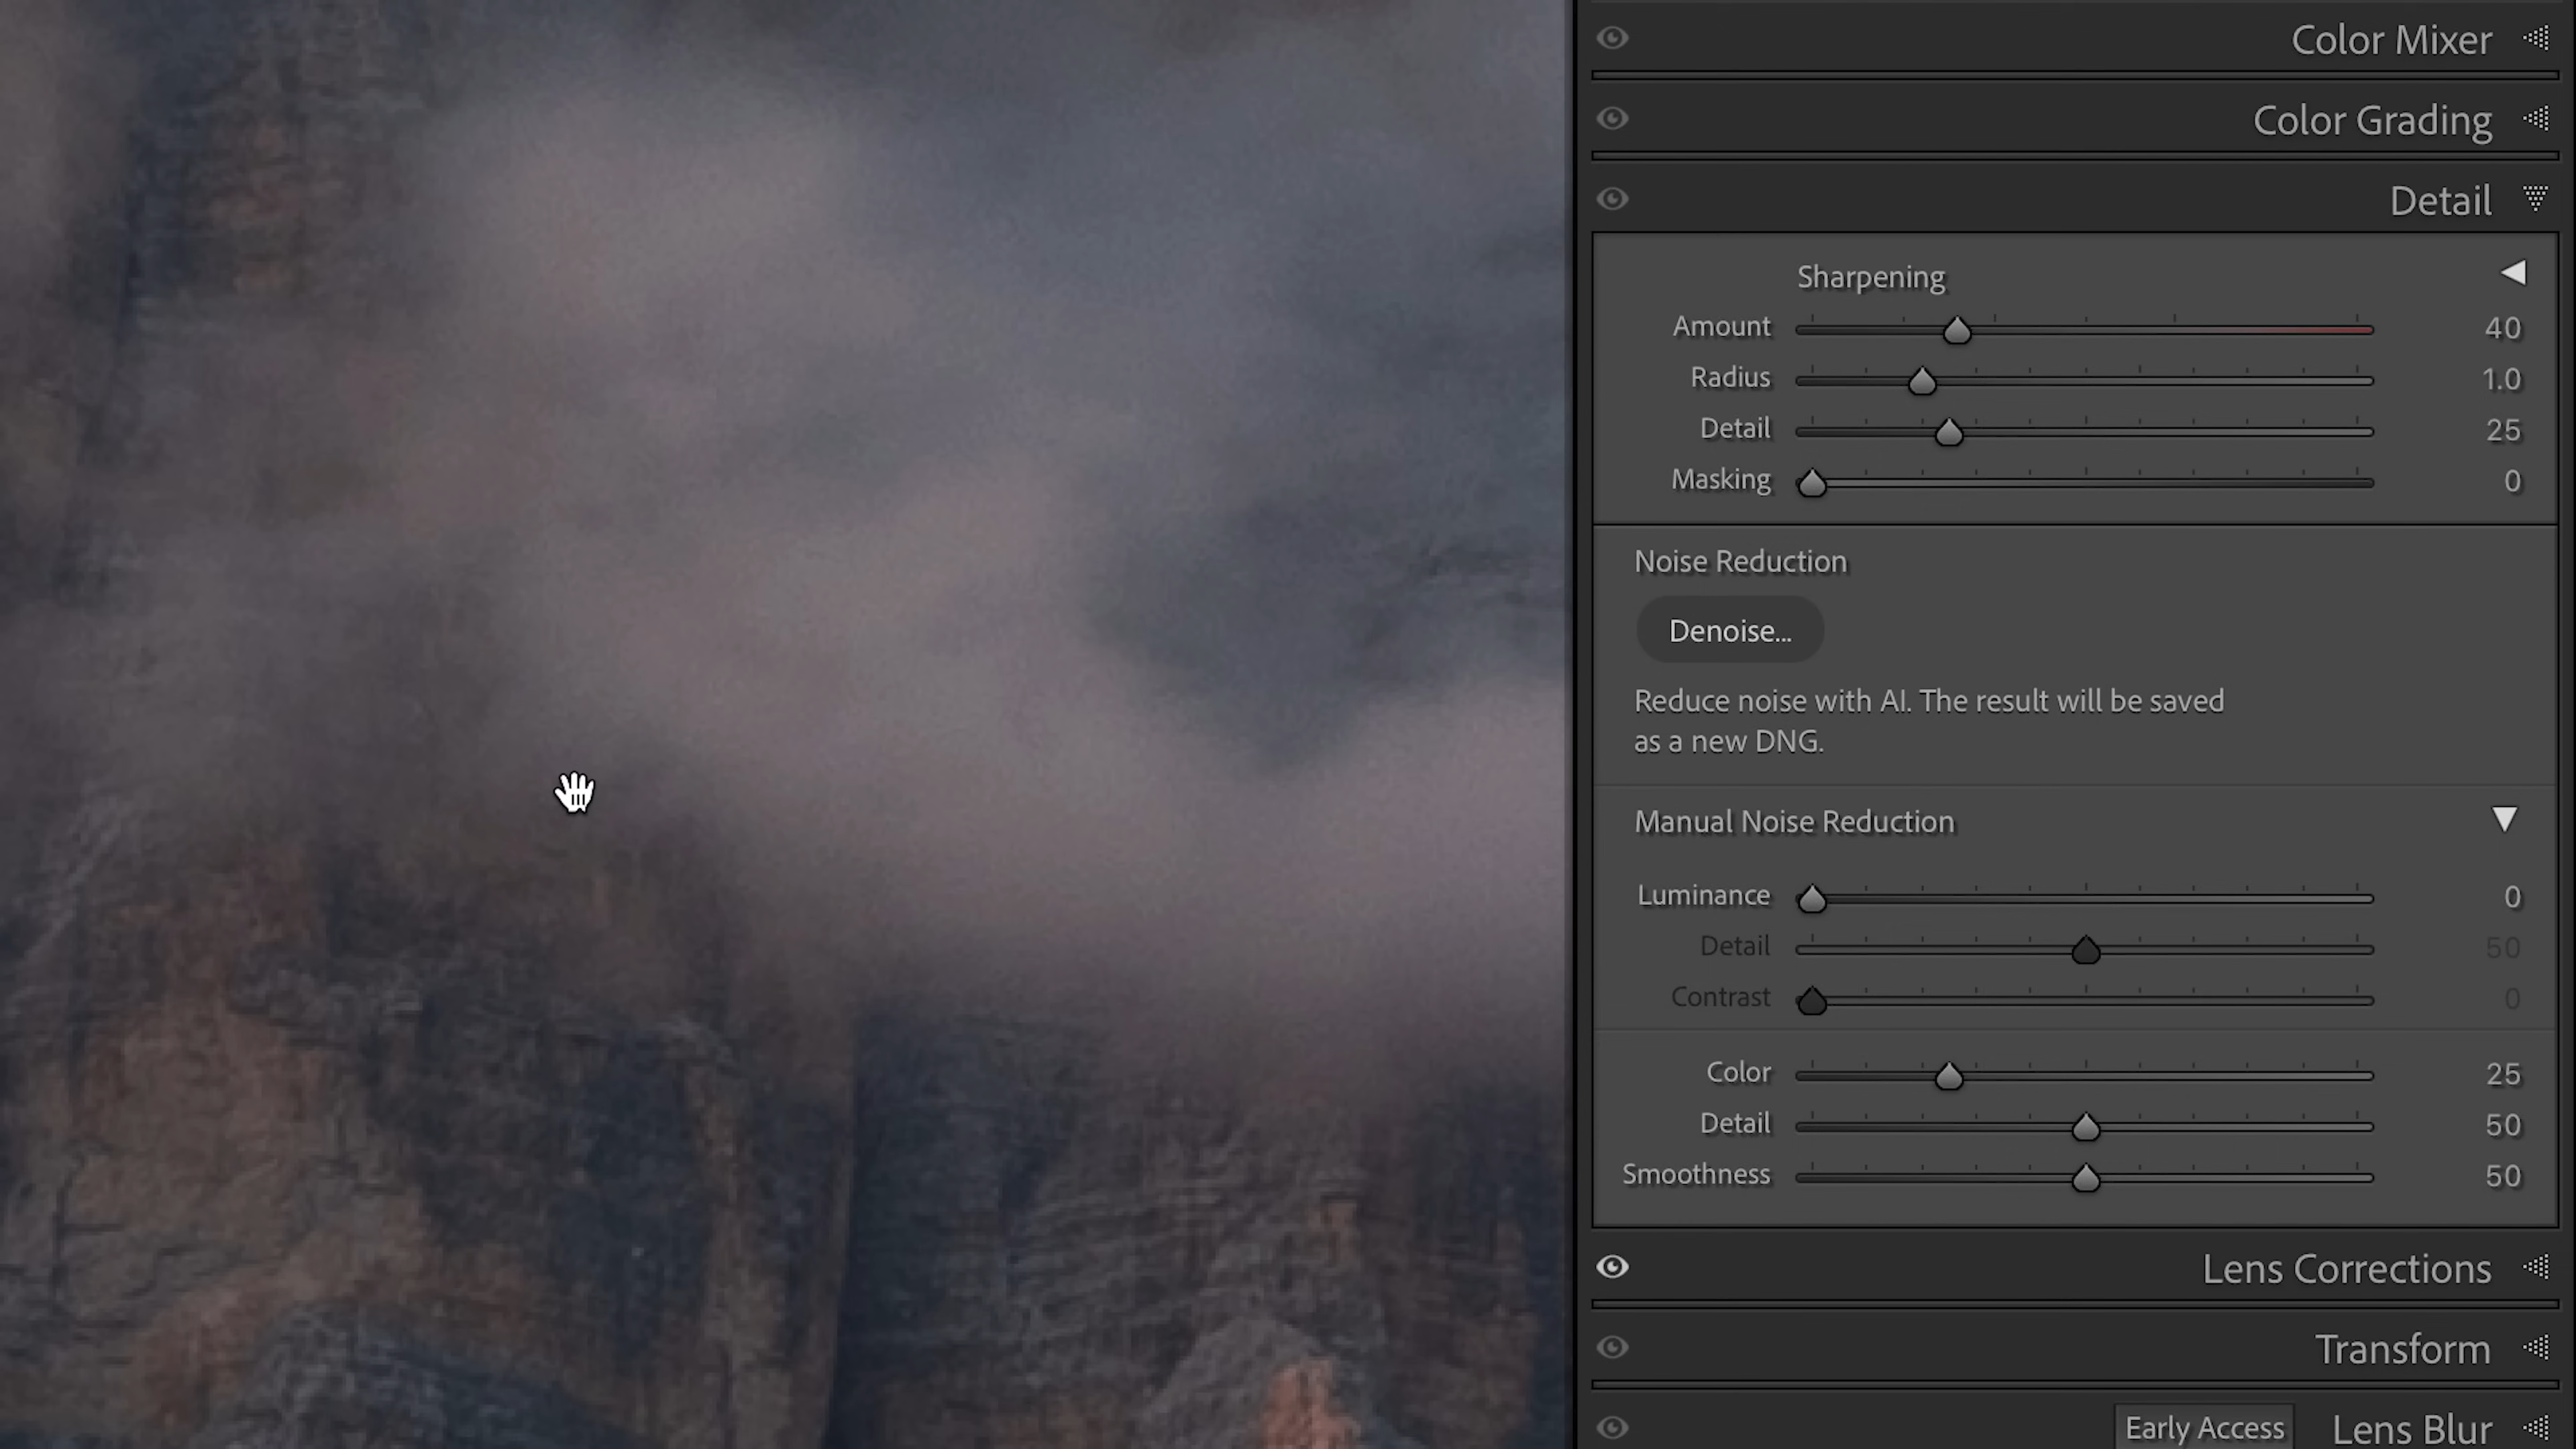 Color Mixer
Color Grading
Detail
Sharpening
Amount 40
Radius 1.0
Detail 25
Masking 0
Noise Reduction
Denoise...
Reduce noise with AI. The result will be saved
as a new DNG.
Manual Noise Reduction
Luminance 0
Detail 50
Contrast 0
Color 25
Detail 50
Smoothness 50
Lens Corrections
Transform
Early Access Lens Blur